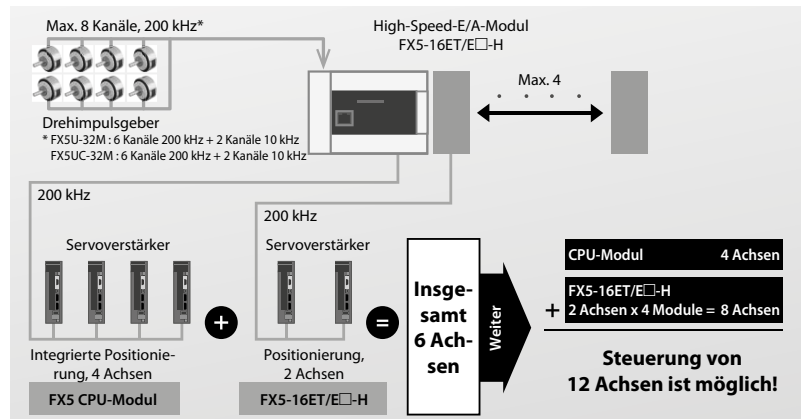 Max. 8 Kanäle, 200 kHz*
High-Speed-E/A-Modul
FX5-16ET/E□-H
Max. 4
Drehimpulsgeber
* FX5U-32M : 6 Kanäle 200 kHz + 2 Kanäle 10 kHz
FX5UC-32M : 6 Kanäle 200 kHz + 2 Kanäle 10 kHz
200 kHz
200 kHz
Servoverstärker
Servoverstärker
+
=
Insge-
samt
6 Ach-
sen
Weiter
CPU-Modul 4 Achsen
+
FX5-16ET/E□-H
2 Achsen x 4 Module = 8 Achsen
Steuerung von
12 Achsen ist möglich!
Integrierte Positionie-
rung, 4 Achsen
FX5 CPU-Modul
Positionierung,
2 Achsen
FX5-16ET/E□-H